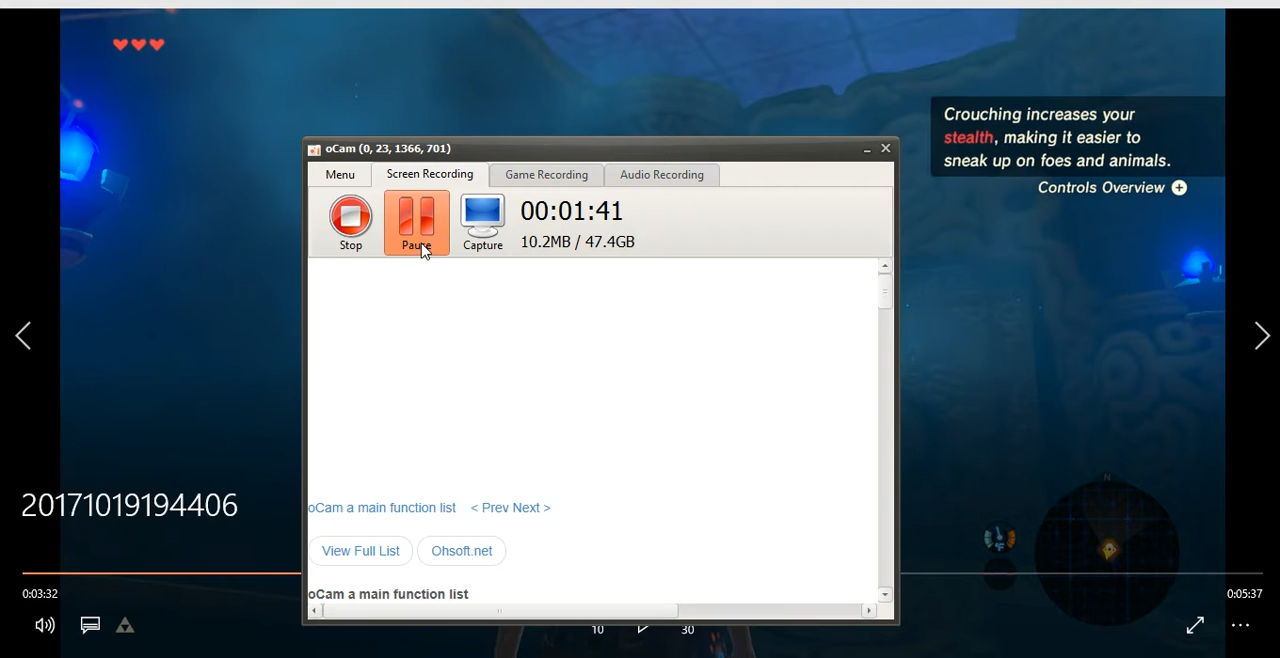 Crouching increases your
stealth, making it easier to
sneak up on foes and animals.
Controls Overview +
oCam (0, 23, 1366, 701)
Menu Screen Recording Game Recording Audio Recording
00:01:41
Stop Pause Capture 10.2MB / 47.4GB
N
20171019194406
oCam a main function list < Prev Next >
View Full List Ohsoft.net
oCam a main function list
0:03:32 0:05:37
10 30